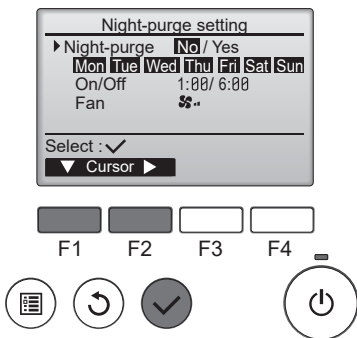 Night-purge setting
Night-purge No / Yes
Mon Tue Wed Thu Fri Sat Sun
On/Off 1:00/ 6:00
Fan
Select :
Cursor
F1 F2 F3 F4